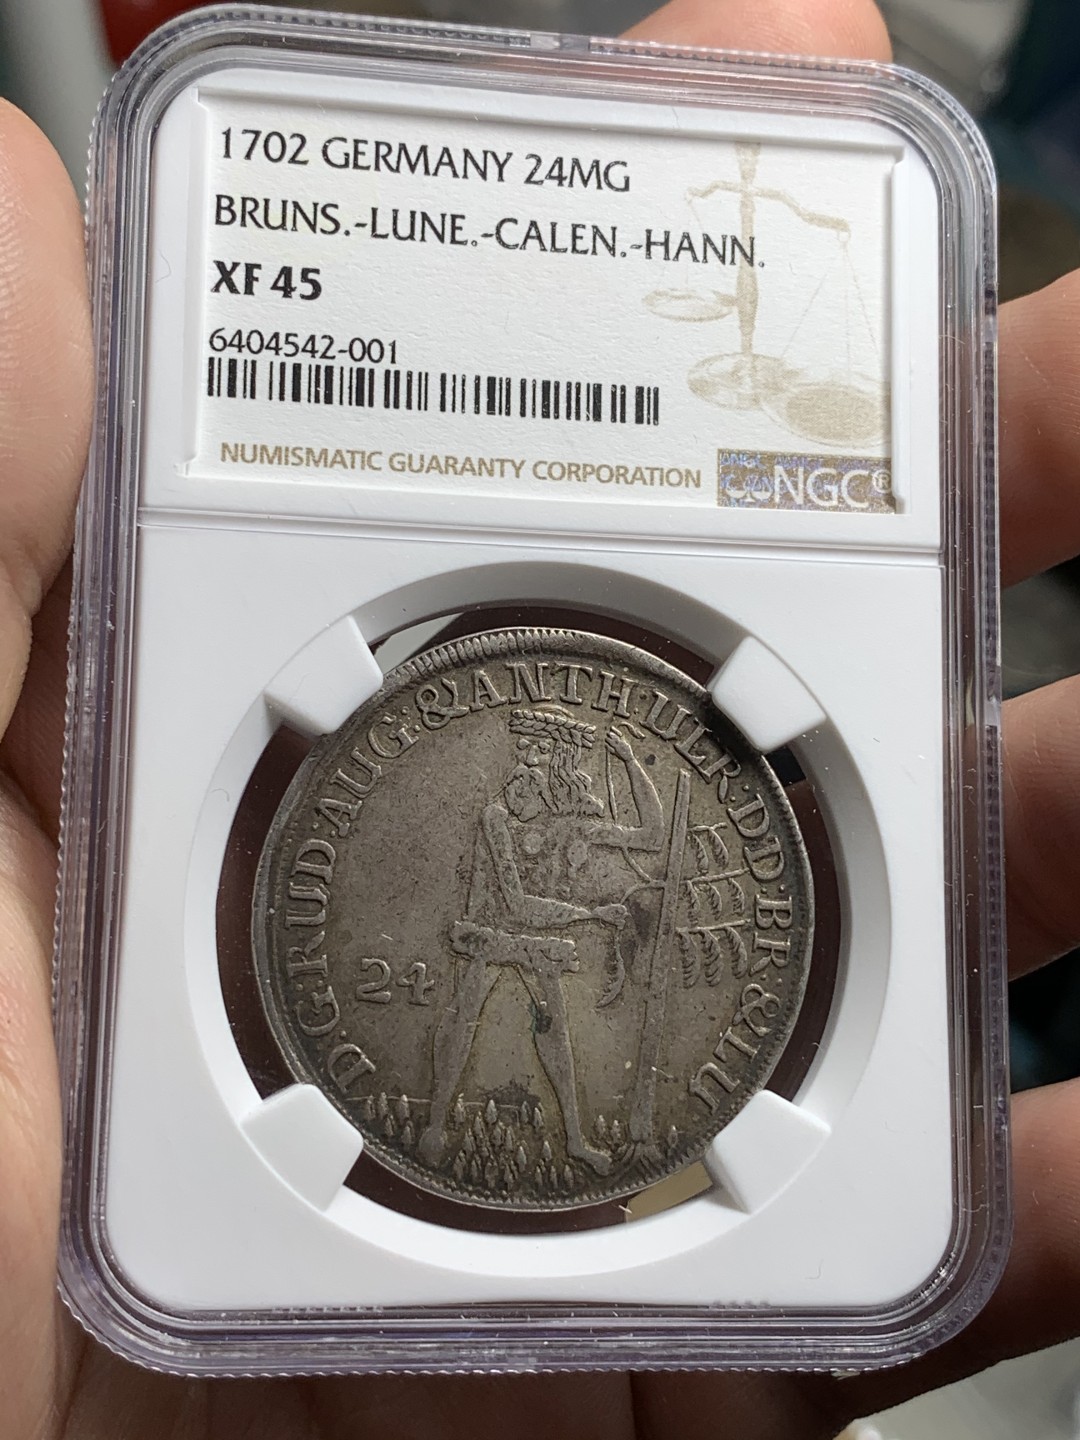 1702 GERMANY 24MG
BRUNS.-LUNE.-CALEN.-HANN.
XF 45
6404542-001
NUMISMATIC GUARANTY CORPORATION
NGC®
D:G:RUD:AUG:&ANTH:ULR:D:D:BR:&LU
24